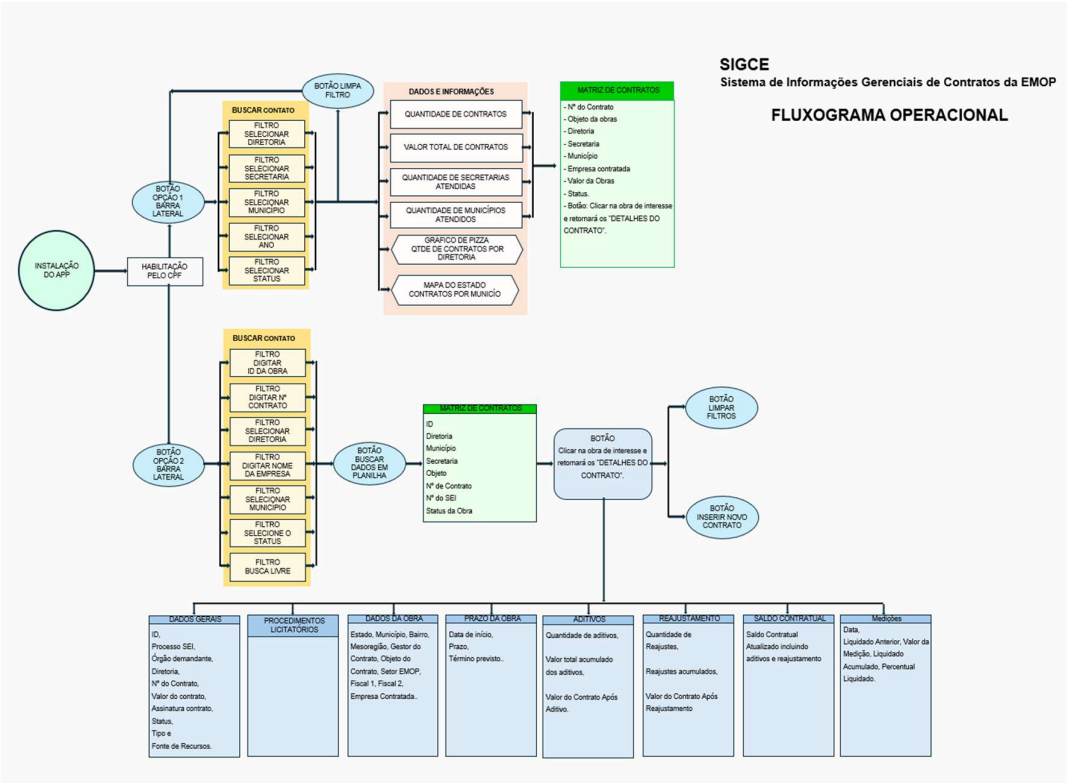 SIGCE
Sistema de Informações Gerenciais de Contratos da EMOP
FLUXOGRAMA OPERACIONAL
INSTALAÇÃO
DO APP
HABILITAÇÃO
PELO CPF
BOTÃO
OPÇÃO 1
BARRA
LATERAL
BOTÃO LIMPA
FILTRO
BUSCAR CONTATO
FILTRO
SELECIONAR
DIRETORIA
FILTRO
SELECIONAR
SECRETARIA
FILTRO
SELECIONAR
MUNICÍPIO
FILTRO
SELECIONAR
ANO
FILTRO
SELECIONAR
STATUS
DADOS E INFORMAÇÕES
QUANTIDADE DE CONTRATOS
VALOR TOTAL DE CONTRATOS
QUANTIDADE DE SECRETARIAS
ATENDIDAS
QUANTIDADE DE MUNICÍPIOS
ATENDIDOS
GRÁFICO DE PIZZA
QTDE DE CONTRATOS POR
DIRETORIA
MAPA DO ESTADO
CONTRATOS POR MUNICÍO
MATRIZ DE CONTRATOS
- Nº do Contrato
- Objeto da obras
- Diretoria
- Secretaria
- Município
- Empresa contratada
- Valor da Obras
- Status.
- Botão: Clicar na obra de interesse
e retornará os "DETALHES DO
CONTRATO".
BOTÃO
OPÇÃO 2
BARRA
LATERAL
BUSCAR CONTATO
FILTRO
DIGITAR
ID DA OBRA
FILTRO
DIGITAR Nº
CONTRATO
FILTRO
SELECIONAR
DIRETORIA
FILTRO
DIGITAR NOME
DA EMPRESA
FILTRO
SELECIONAR
MUNICÍPIO
FILTRO
SELECIONE O
STATUS
FILTRO
BUSCA LIVRE
BOTÃO
BUSCAR
DADOS EM
PLANILHA
MATRIZ DE CONTRATOS
ID
Diretoria
Município
Secretaria
Objeto
Nº de Contrato
Nº do SEI
Status da Obra
BOTÃO
Clicar na obra de interesse e
retornará os "DETALHES DO
CONTRATO".
BOTÃO
LIMPAR
FILTROS
BOTÃO
INSERIR NOVO
CONTRATO
DADOS GERAIS
ID,
Processo SEI,
Órgão demandante,
Diretoria,
Nº do Contrato,
Valor do contrato,
Assinatura contrato,
Status,
Tipo e
Fonte de Recursos.
PROCEDIMENTOS
LICITATÓRIOS
DADOS DA OBRA
Estado, Município, Bairro,
Mesoregião, Gestor do
Contrato, Objeto do
Contrato, Setor EMOP,
Fiscal 1, Fiscal 2,
Empresa Contratada..
PRAZO DA OBRA
Data de início,
Prazo,
Término previsto..
ADITIVOS
Quantidade de aditivos,
Valor total acumulado
dos aditivos,
Valor do Contrato Após
Aditivo.
REAJUSTAMENTO
Quantidade de
Reajustes,
Reajustes acumulados,
Valor do Contrato Após
Reajustamento
SALDO CONTRATUAL
Saldo Contratual
Atualizado incluindo
aditivos e reajustamento
Medições
Data,
Liquidado Anterior, Valor da
Medição, Liquidado
Acumulado, Percentual
Liquidado.